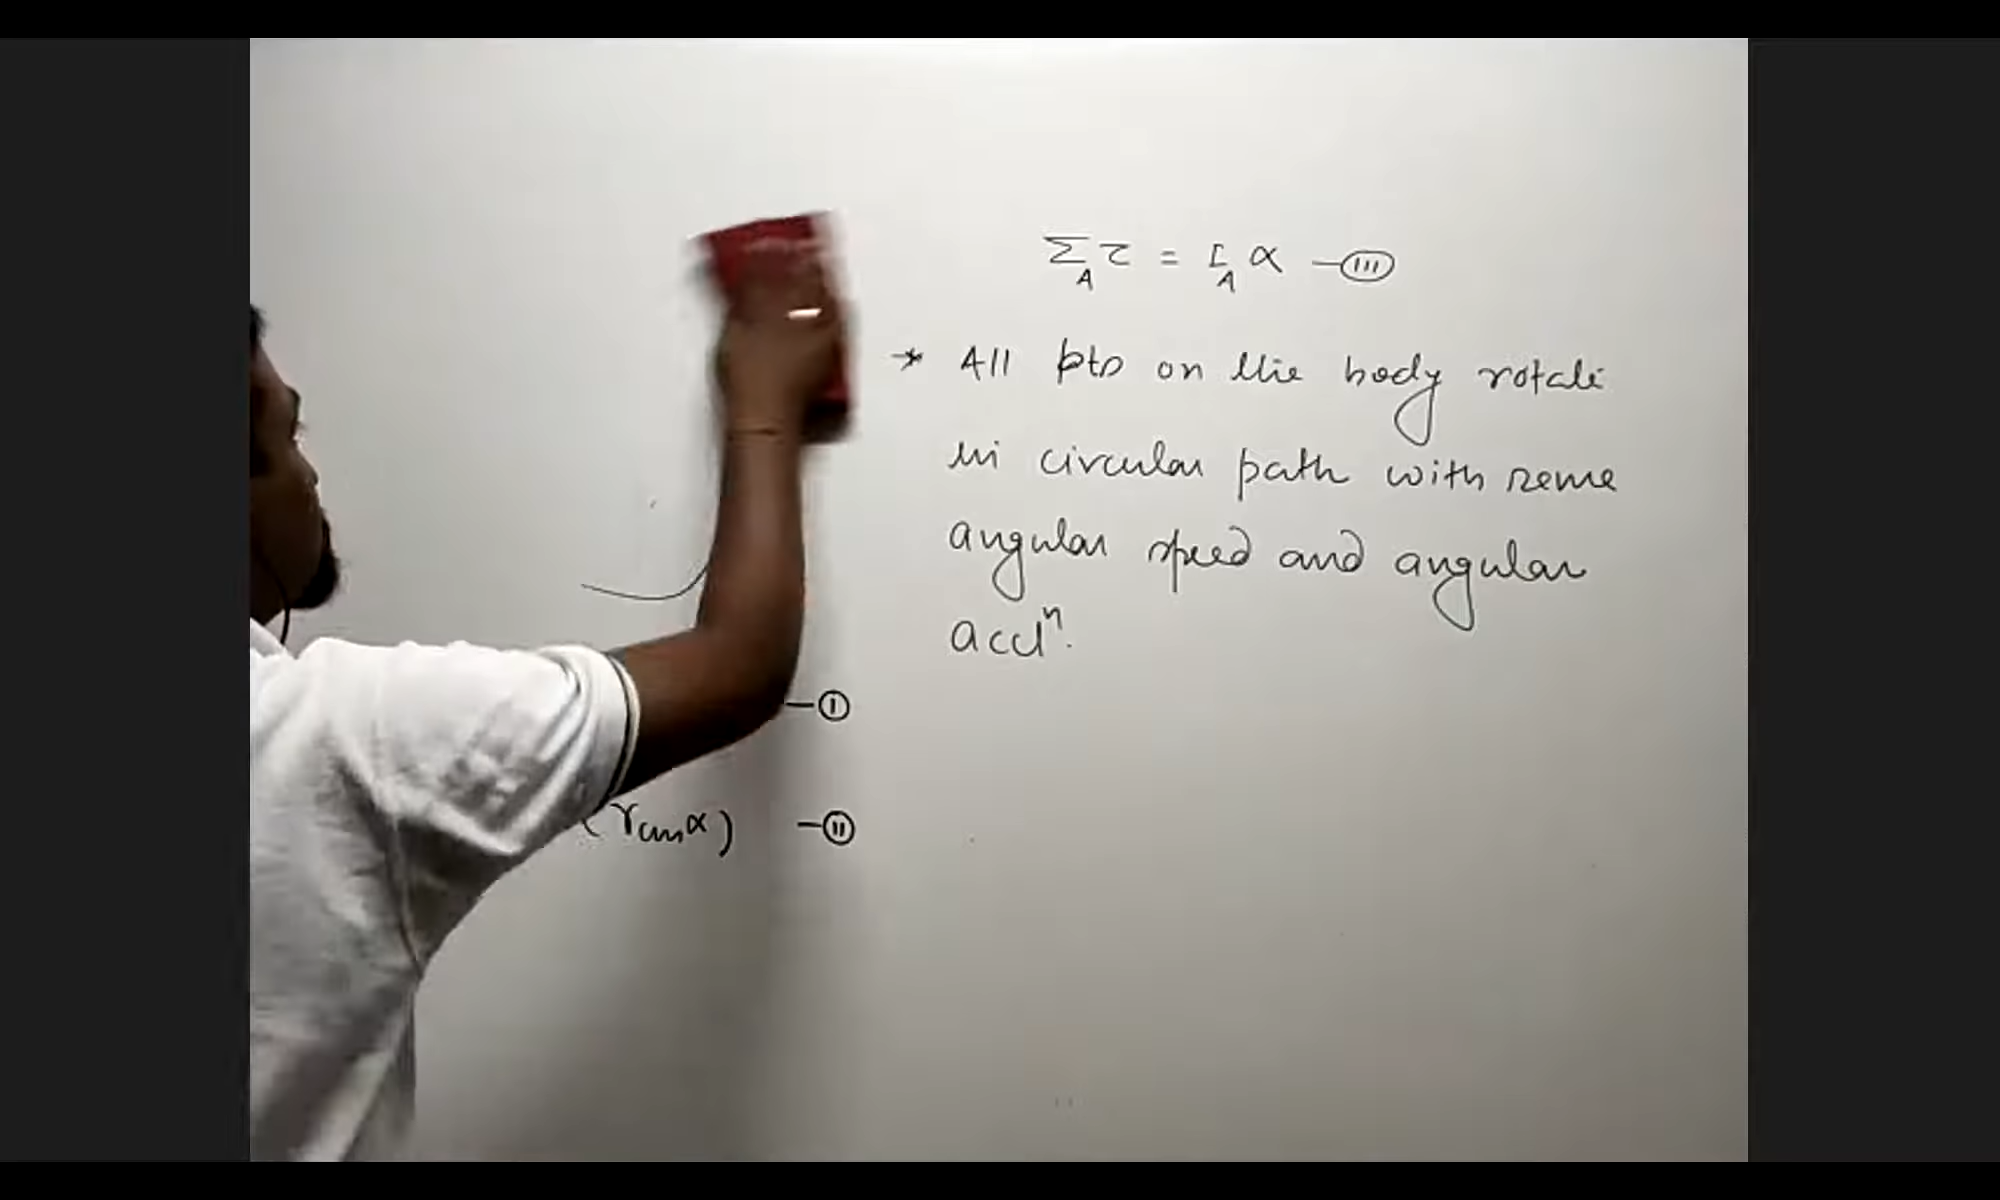 Σ_A τ = I_A α —(III)
→ All pts on the body rotate
in circular path with same
angular speed and angular
accl^n.
—(I)
(r_cm α) —(II)